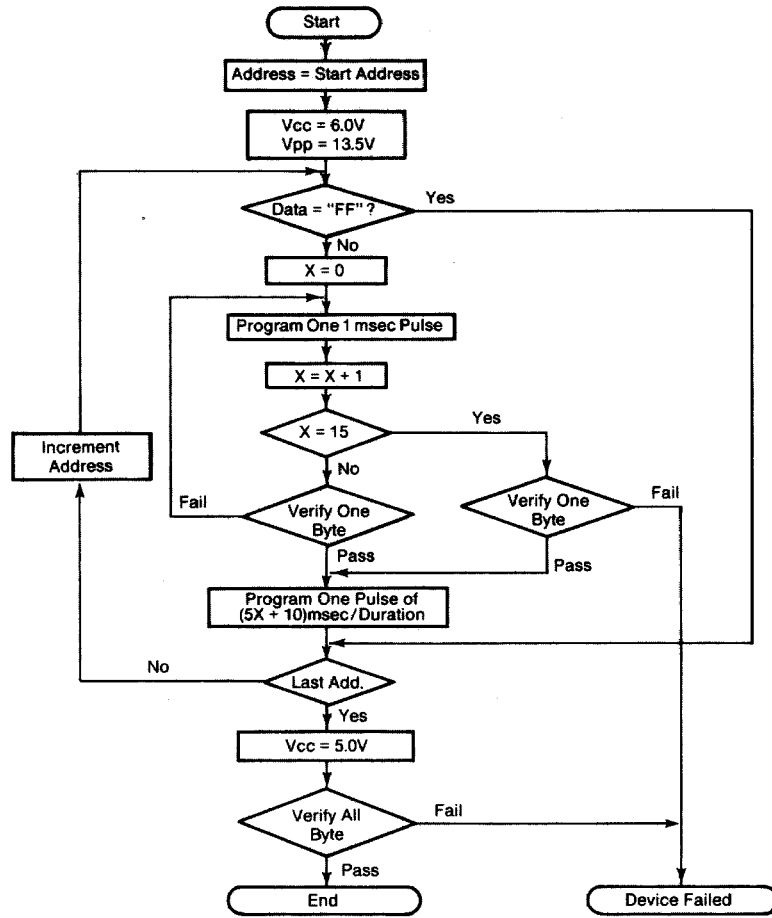 Start
Address = Start Address
Vcc = 6.0V
Vpp = 13.5V
Data = "FF" ?
Yes
No
X = 0
Program One 1 msec Pulse
X = X + 1
X = 15
Yes
No
Increment
Address
Fail
Verify One
Byte
Verify One
Byte
Fail
Pass
Pass
Program One Pulse of
(5X + 10)msec/Duration
No
Last Add.
Yes
Vcc = 5.0V
Verify All
Byte
Fail
Pass
End
Device Failed